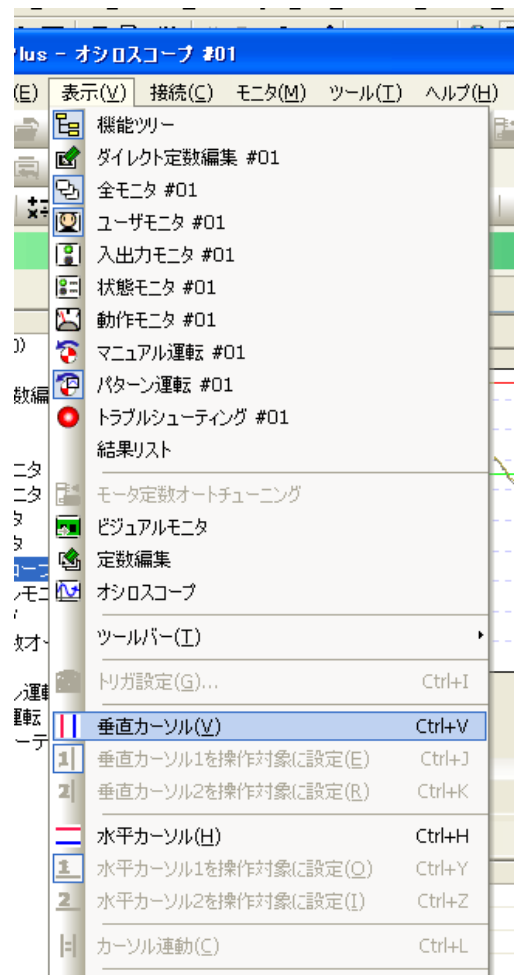 lus - オシロスコープ #01
(E) 表示(V) 接続(C) モニタ(M) ツール(T) ヘルプ(H)
機能ツリー
ダイレクト定数編集 #01
全モニタ #01
ユーザモニタ #01
入出力モニタ #01
状態モニタ #01
動作モニタ #01
マニュアル運転 #01
パターン運転 #01
トラブルシューティング #01
結果リスト
モータ定数オートチューニング
ビジュアルモニタ
定数編集
オシロスコープ
ツールバー(T)
トリガ設定(G)... Ctrl+I
垂直カーソル(V) Ctrl+V
垂直カーソル1を操作対象に設定(E) Ctrl+J
垂直カーソル2を操作対象に設定(R) Ctrl+K
水平カーソル(H) Ctrl+H
水平カーソル1を操作対象に設定(O) Ctrl+Y
水平カーソル2を操作対象に設定(I) Ctrl+Z
カーソル連動(C) Ctrl+L